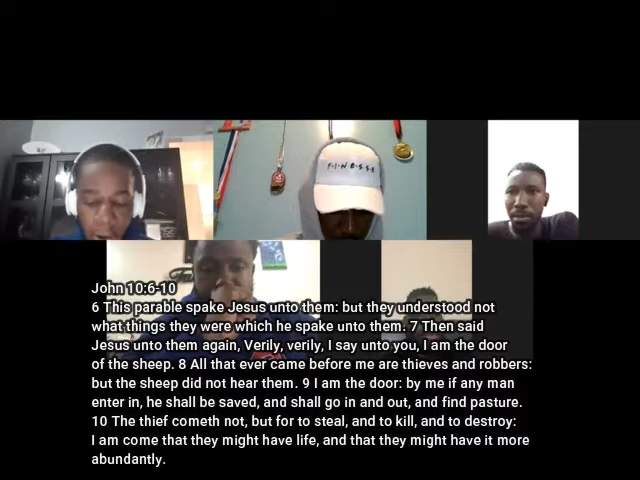 F·I·N·E·S·S·E
John 10:6-10
6 This parable spake Jesus unto them: but they understood not
what things they were which he spake unto them. 7 Then said
Jesus unto them again, Verily, verily, I say unto you, I am the door
of the sheep. 8 All that ever came before me are thieves and robbers:
but the sheep did not hear them. 9 I am the door: by me if any man
enter in, he shall be saved, and shall go in and out, and find pasture.
10 The thief cometh not, but for to steal, and to kill, and to destroy:
I am come that they might have life, and that they might have it more
abundantly.